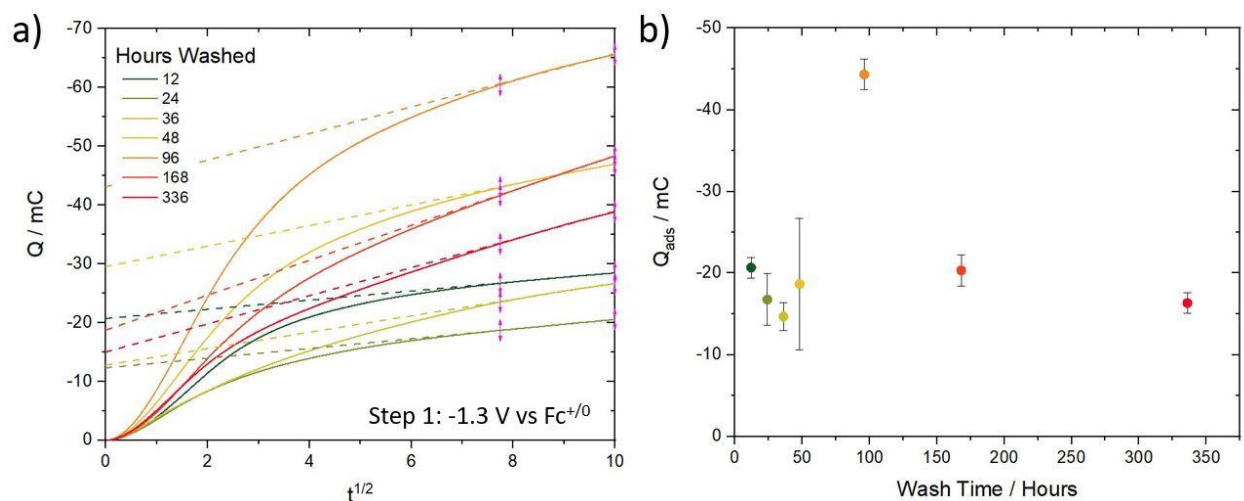 a)
Hours Washed
12
24
36
48
96
168
336
Step 1: -1.3 V vs Fc+/0
Q / mC
-70
-60
-50
-40
-30
-20
-10
0
0 2 4 6 8 10
t1/2
b)
Qads / mC
-50
-40
-30
-20
-10
0
0 50 100 150 200 250 300 350
Wash Time / Hours